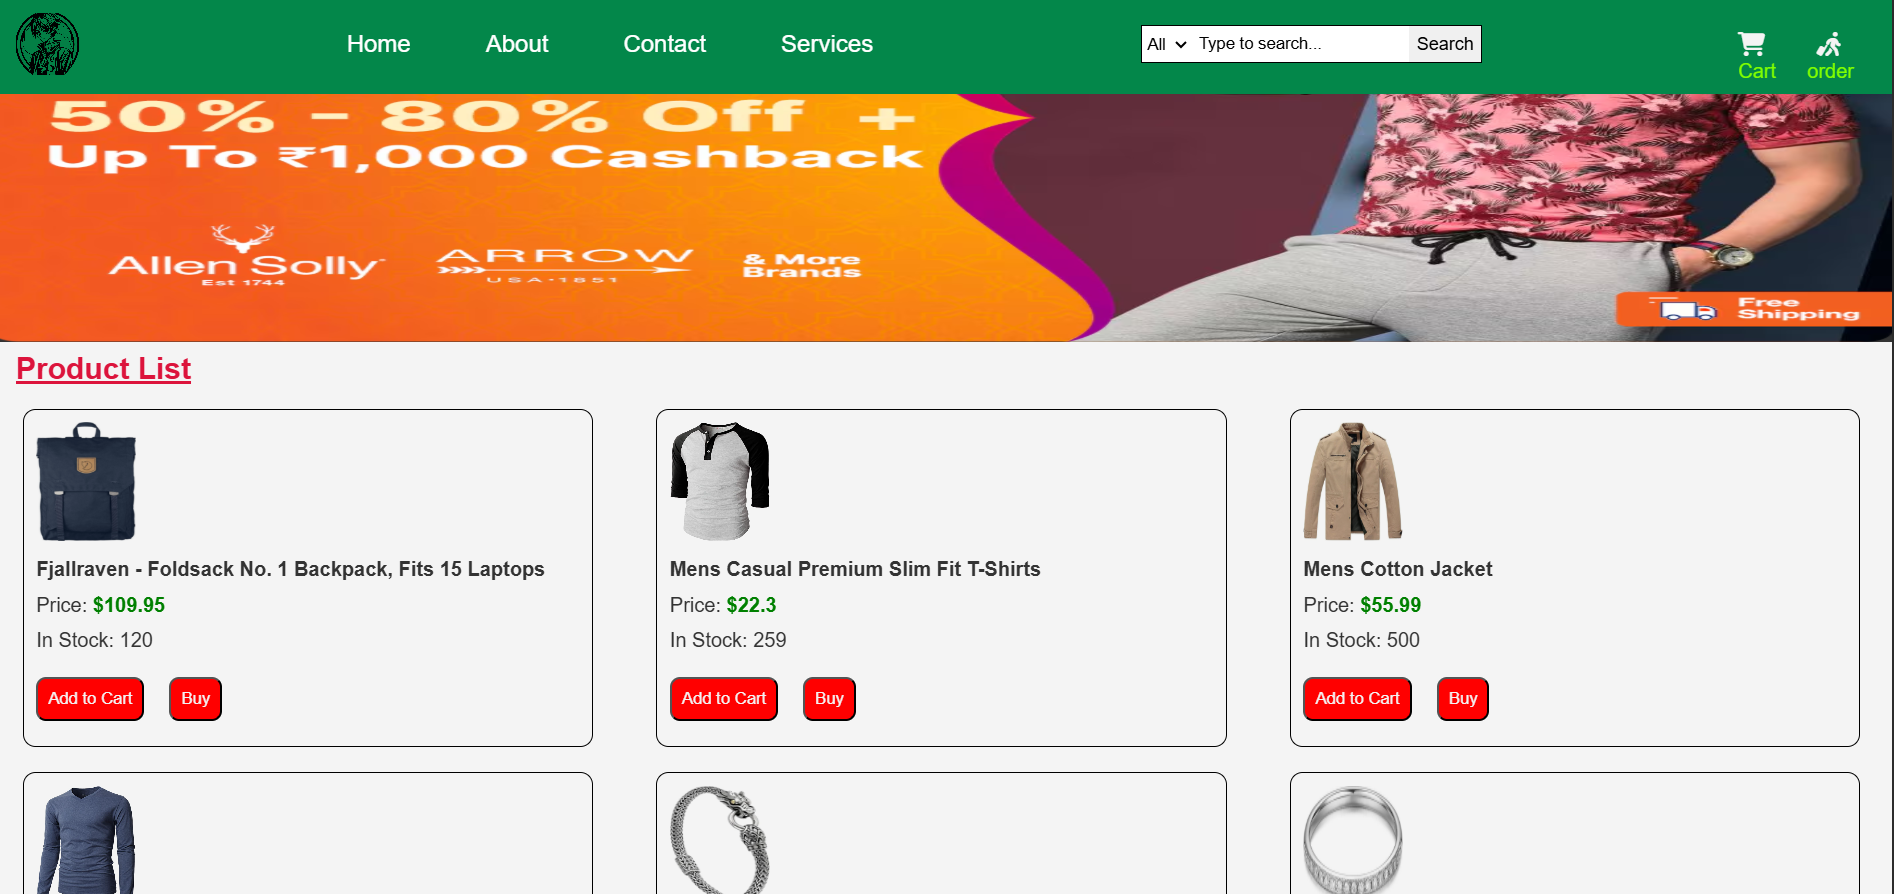 Home About Contact Services
All Type to search... Search
Cart order
50% - 80% Off +
Up To ₹1,000 Cashback
Allen Solly
Est 1744
ARROW
USA•1851
& More
Brands
Free
Shipping
Product List
Fjallraven - Foldsack No. 1 Backpack, Fits 15 Laptops
Price: $109.95
In Stock: 120
Add to Cart Buy
Mens Casual Premium Slim Fit T-Shirts
Price: $22.3
In Stock: 259
Add to Cart Buy
Mens Cotton Jacket
Price: $55.99
In Stock: 500
Add to Cart Buy